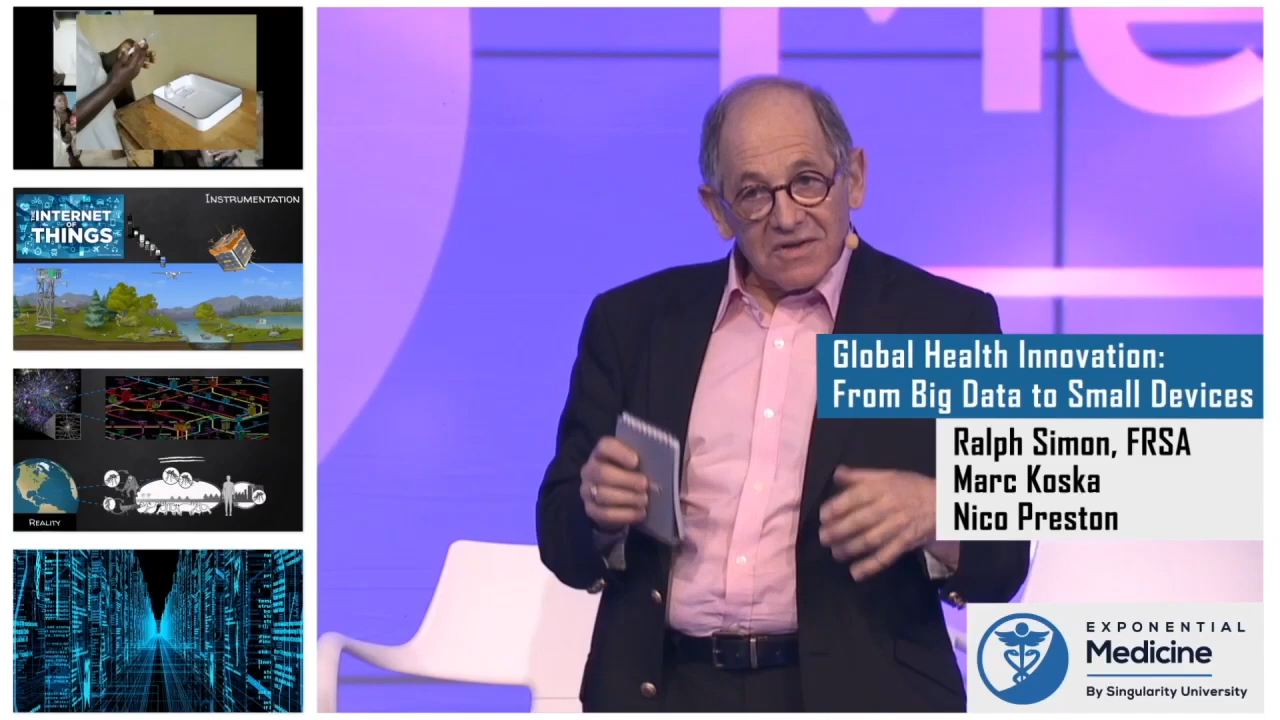 INSTRUMENTATION
THE INTERNET
OF
THINGS
REALITY
Me
Global Health Innovation:
From Big Data to Small Devices
Ralph Simon, FRSA
Marc Koska
Nico Preston
EXPONENTIAL
Medicine
By Singularity University